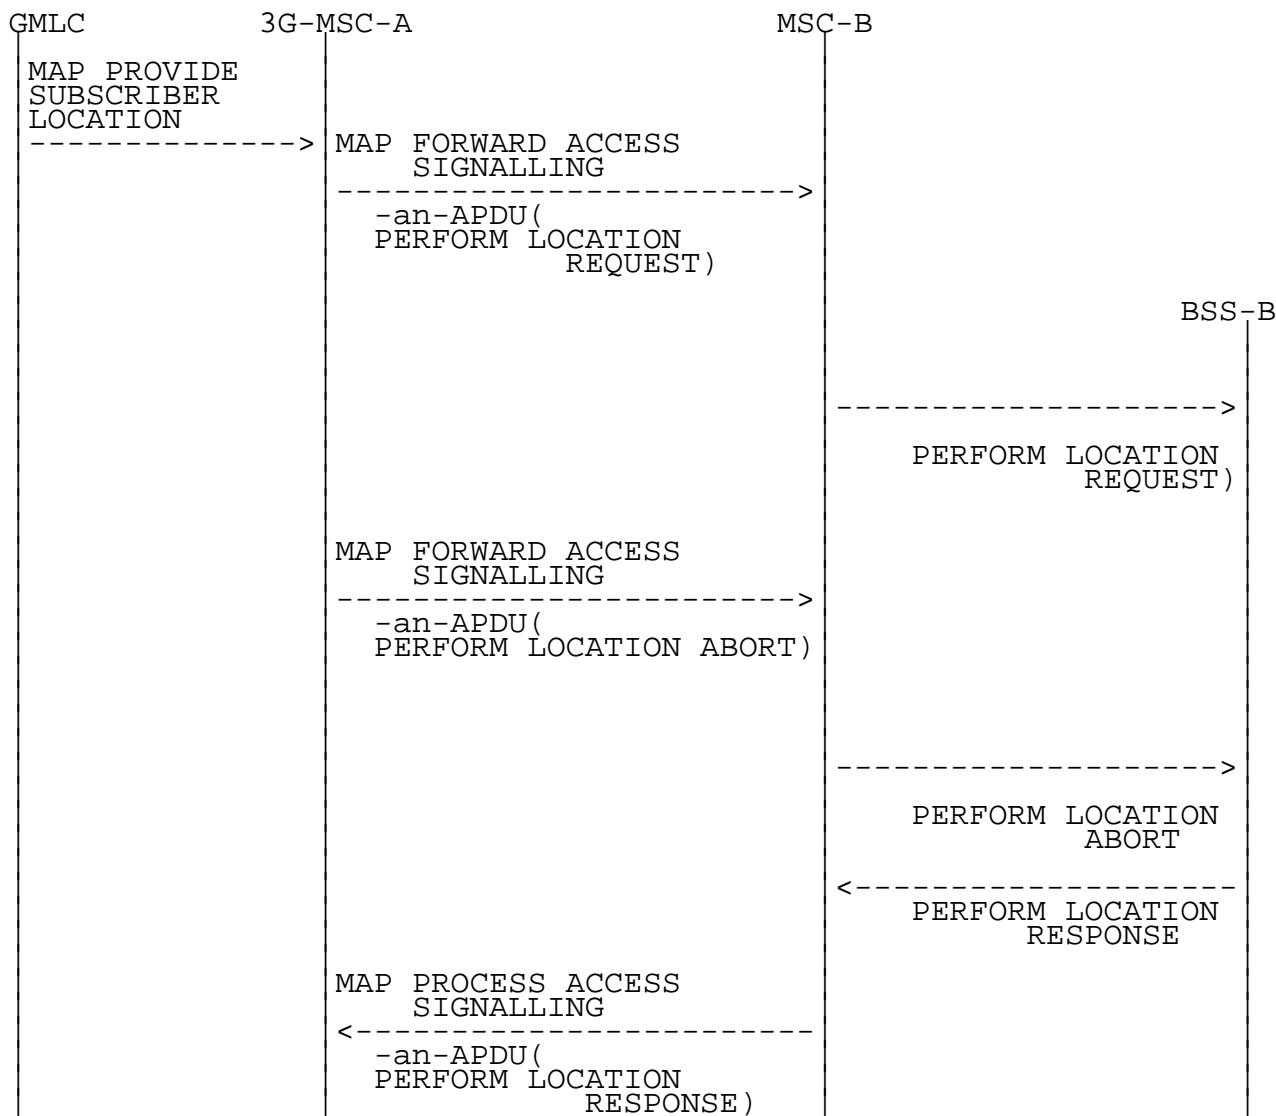 GMLC 3G-MSC-A MSC-B
MAP PROVIDE
SUBSCRIBER
LOCATION
--------------> MAP FORWARD ACCESS
SIGNALLING
------------------------>
-an-APDU(
PERFORM LOCATION
REQUEST)
BSS-B
-------------------->
PERFORM LOCATION
REQUEST)
MAP FORWARD ACCESS
SIGNALLING
------------------------>
-an-APDU(
PERFORM LOCATION ABORT)
-------------------->
PERFORM LOCATION
ABORT
<--------------------
PERFORM LOCATION
RESPONSE
MAP PROCESS ACCESS
SIGNALLING
<------------------------
-an-APDU(
PERFORM LOCATION
RESPONSE)